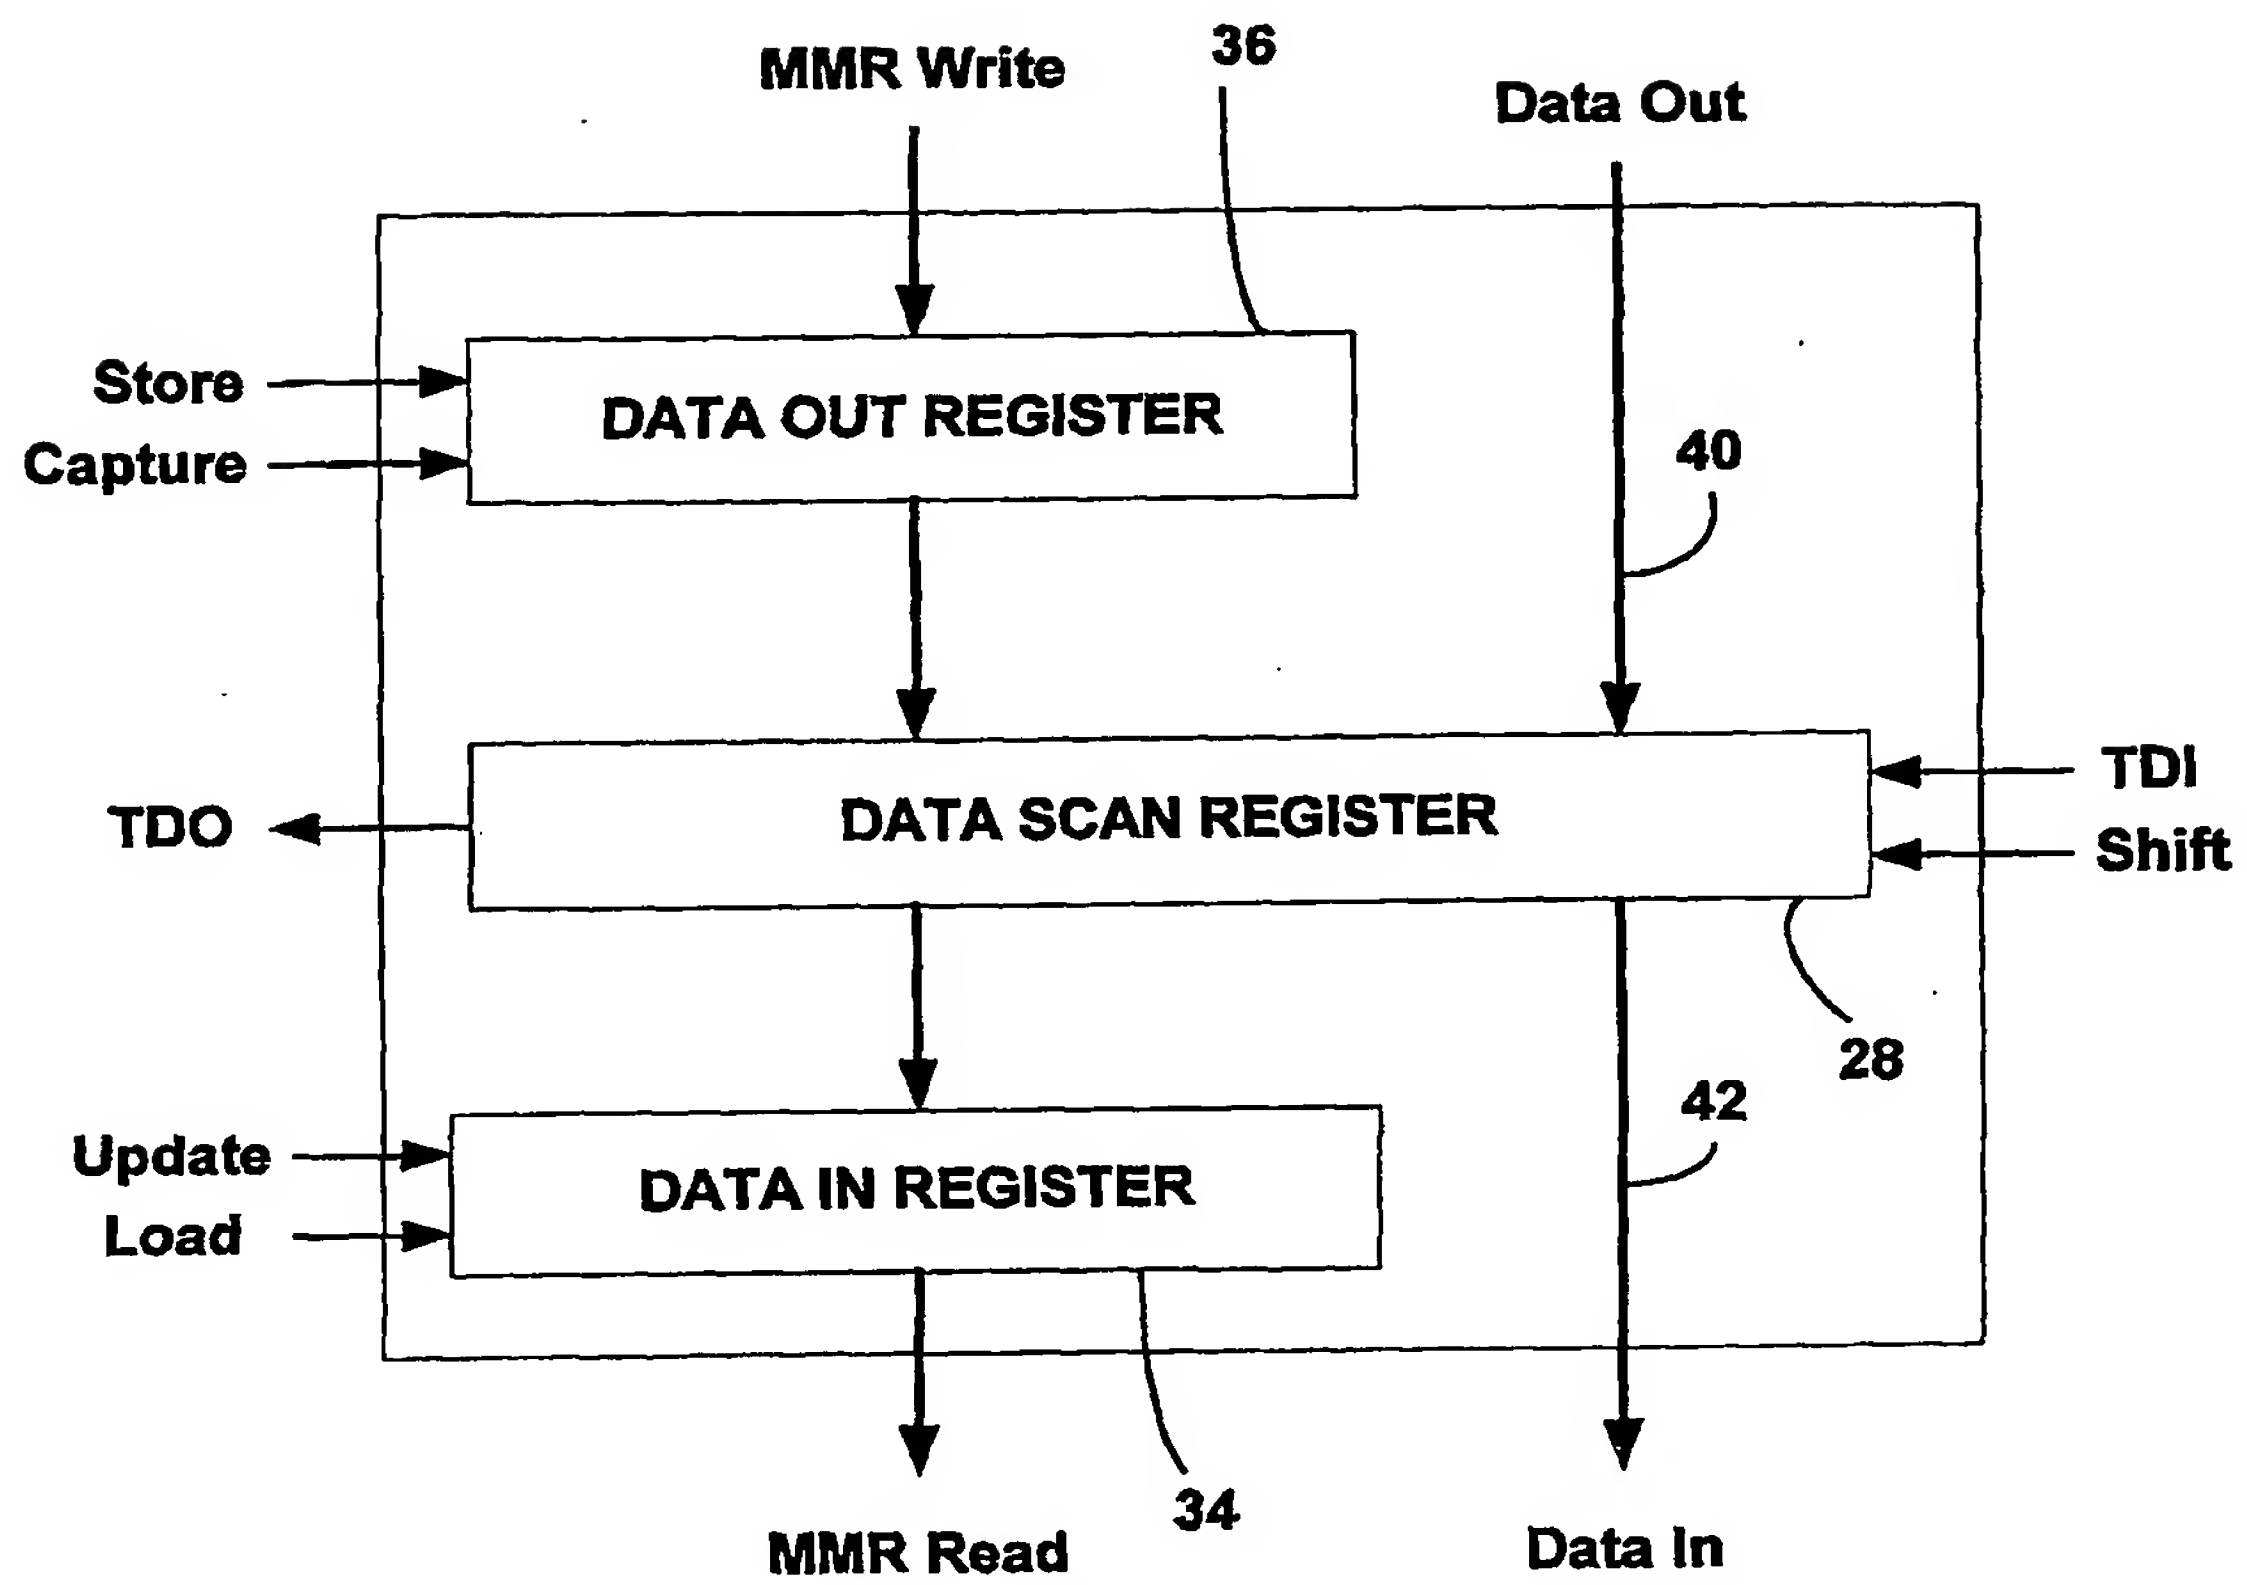 36
MMR Write
Data Out
Store
DATA OUT REGISTER
Capture
40
TDI
DATA SCAN REGISTER
TDO
Shift
28
42
Update
DATA IN REGISTER
Load
34
MMR Read
Data In